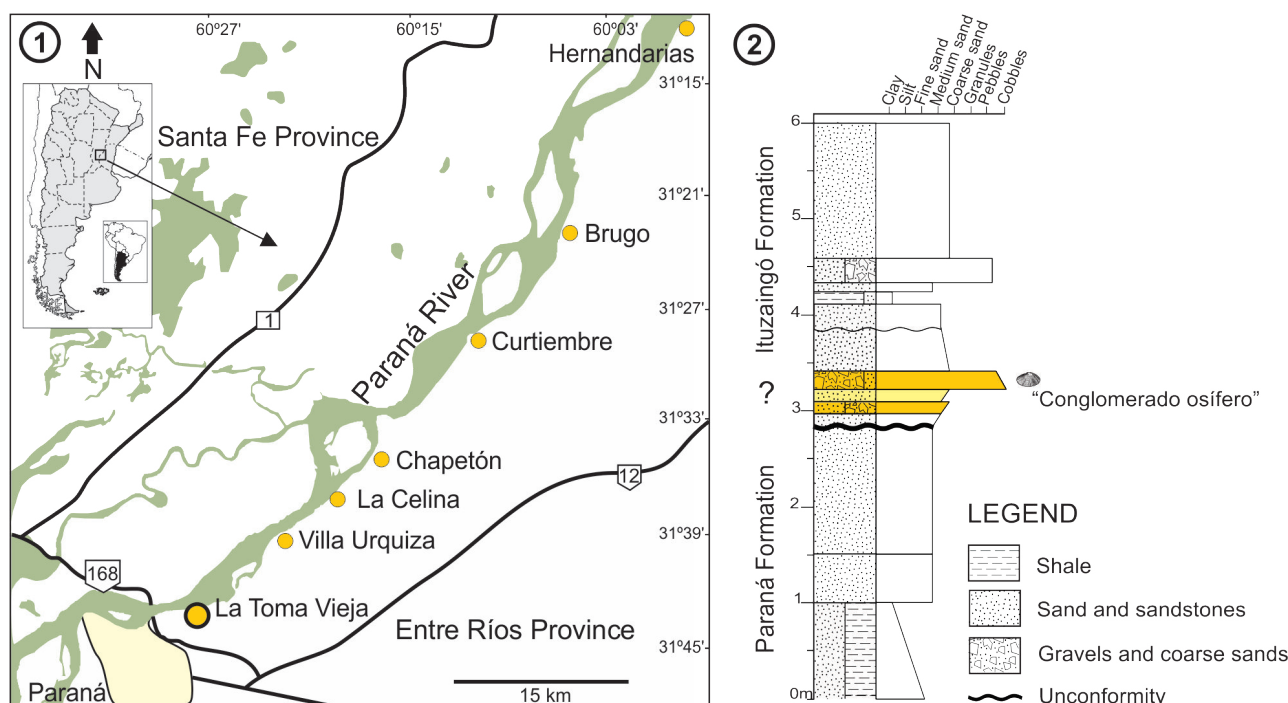 1
N
60º27'
60º15'
60º03'
Hernandarias
31º15'
Santa Fe Province
31º21'
Brugo
Paraná River
31º27'
1
Curtiembre
31º33'
Chapetón
12
La Celina
31º39'
Villa Urquiza
168
La Toma Vieja
Entre Ríos Province
31º45'
Paraná
15 km
2
Clay
Silt
Fine sand
Medium sand
Coarse sand
Granules
Pebbles
Cobbles
6
5
4
3
2
1
0m
Ituzaingó Formation
?
Paraná Formation
“Conglomerado osífero”
LEGEND
Shale
Sand and sandstones
Gravels and coarse sands
Unconformity